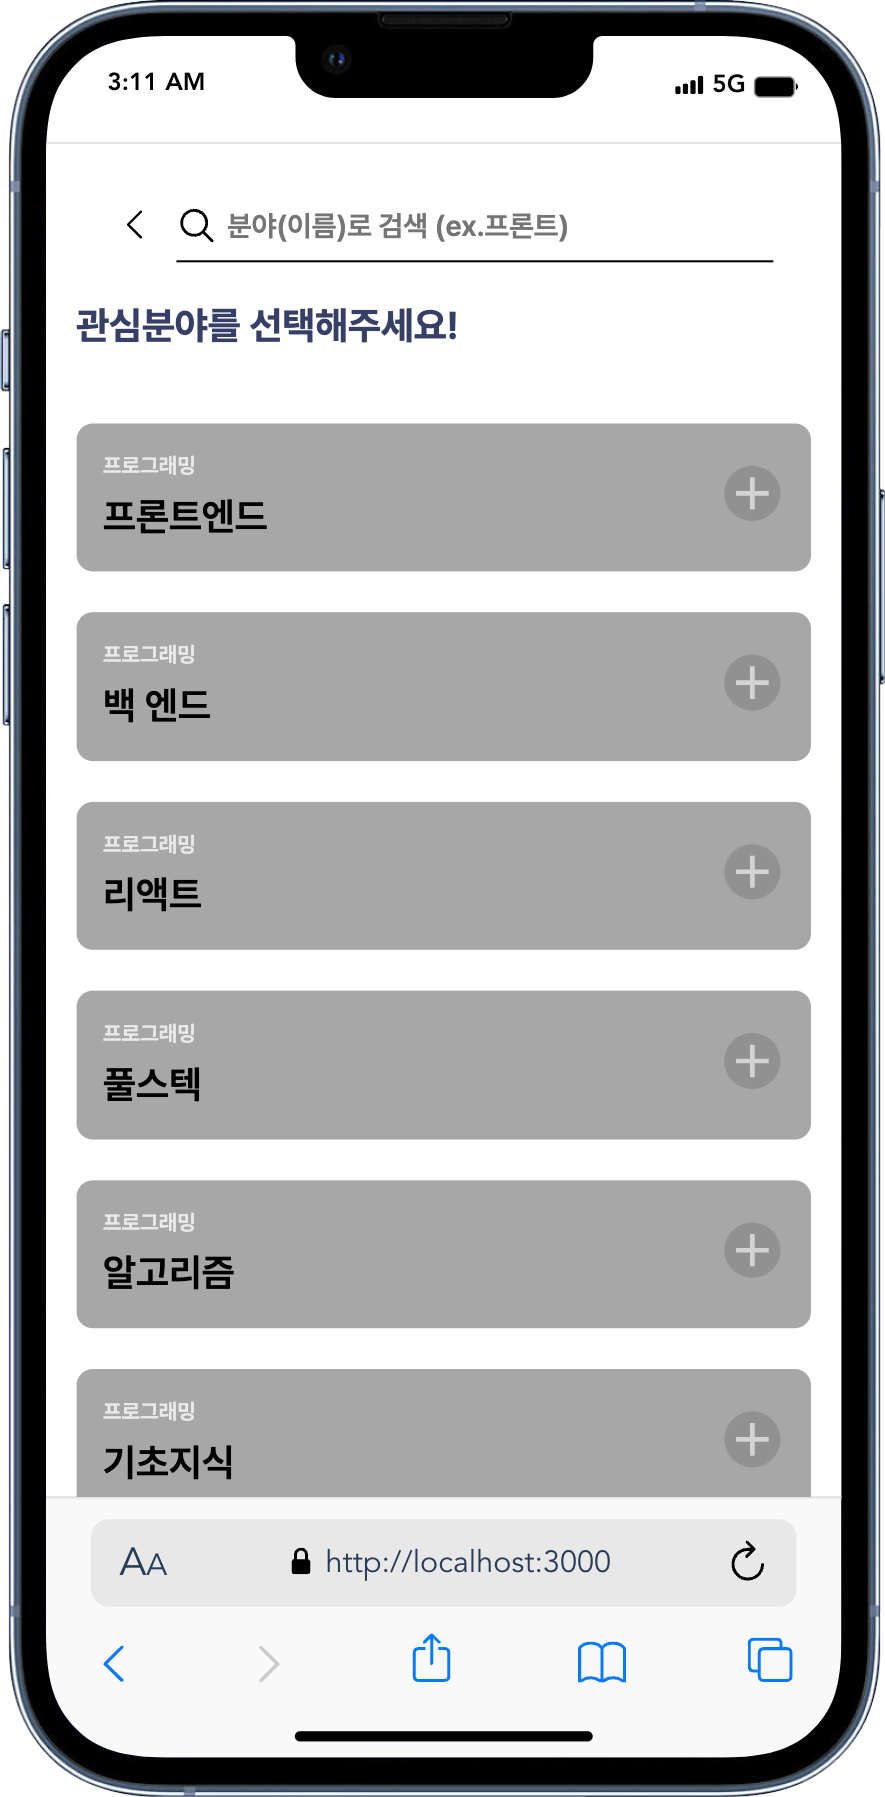 3:11 AM 5G
분야(이름)로 검색 (ex.프론트)
관심분야를 선택해주세요!
프로그래밍
프론트엔드
프로그래밍
백 엔드
프로그래밍
리액트
프로그래밍
풀스텍
프로그래밍
알고리즘
프로그래밍
기초지식
AA http://localhost:3000